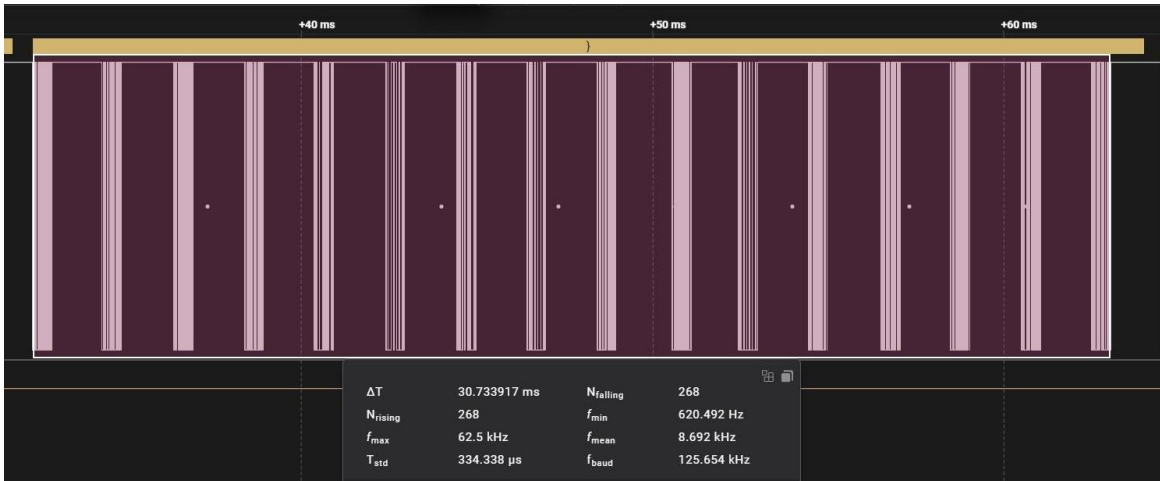 +40 ms +50 ms +60 ms
}
ΔT 30.733917 ms Nfalling 268
Nrising 268 fmin 620.492 Hz
fmax 62.5 kHz fmean 8.692 kHz
Tstd 334.338 μs fbaud 125.654 kHz